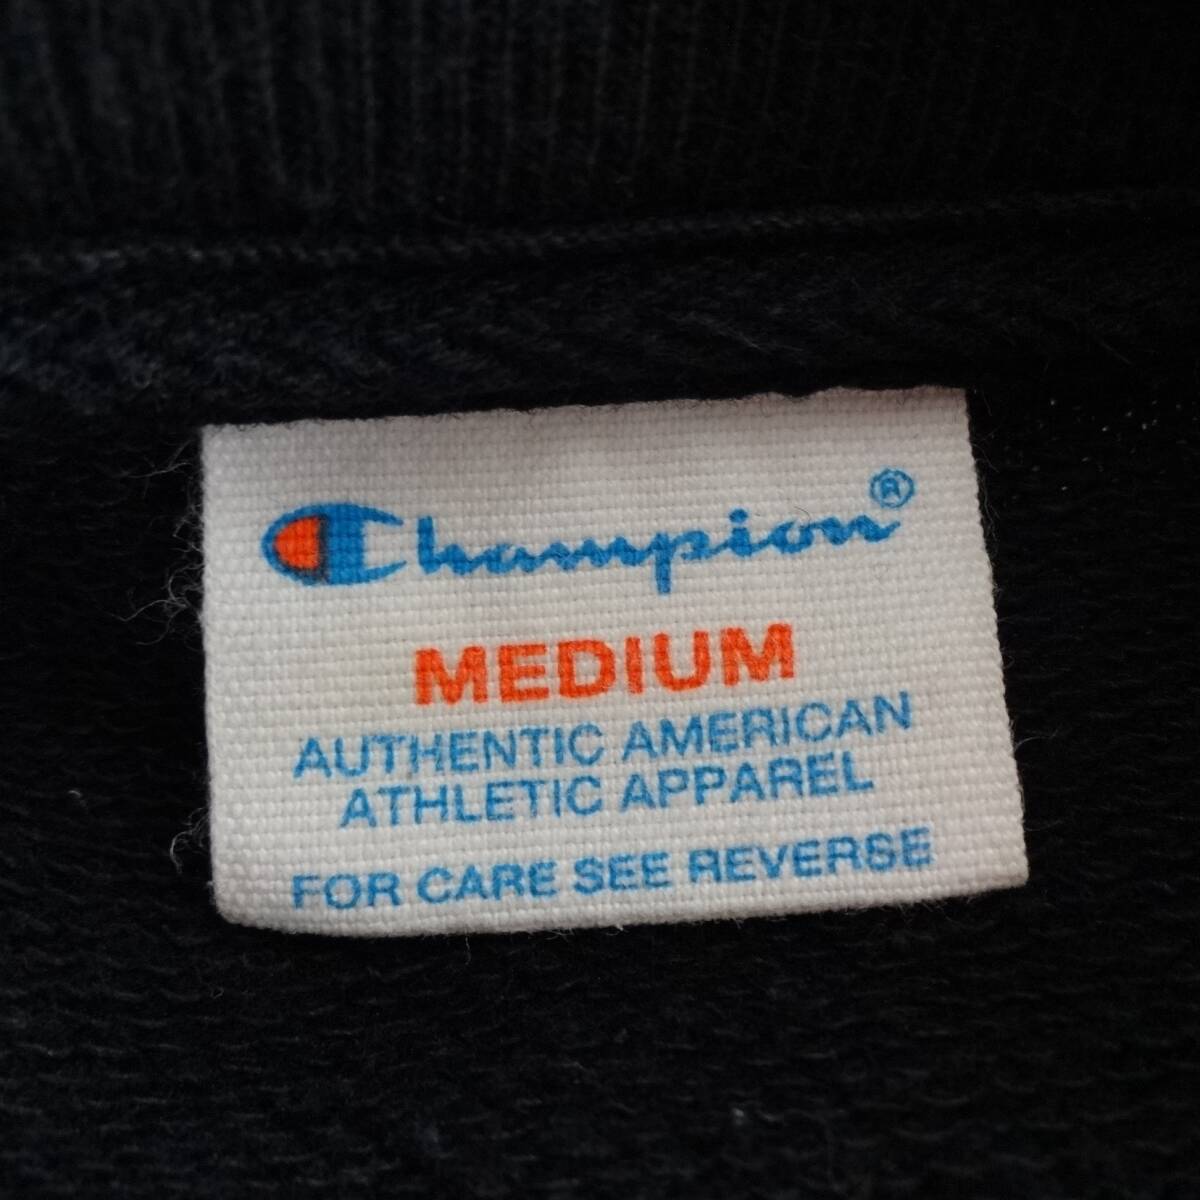 Champion®
MEDIUM
AUTHENTIC AMERICAN
ATHLETIC APPAREL
FOR CARE SEE REVERSE